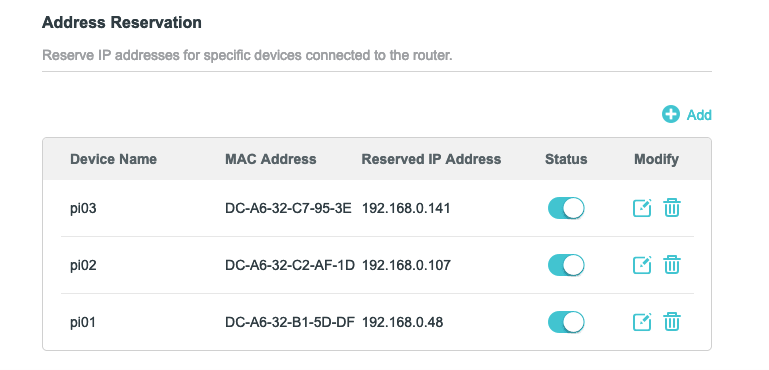 Address Reservation
Reserve IP addresses for specific devices connected to the router.
Add
Device Name MAC Address Reserved IP Address Status Modify
pi03 DC-A6-32-C7-95-3E 192.168.0.141
pi02 DC-A6-32-C2-AF-1D 192.168.0.107
pi01 DC-A6-32-B1-5D-DF 192.168.0.48